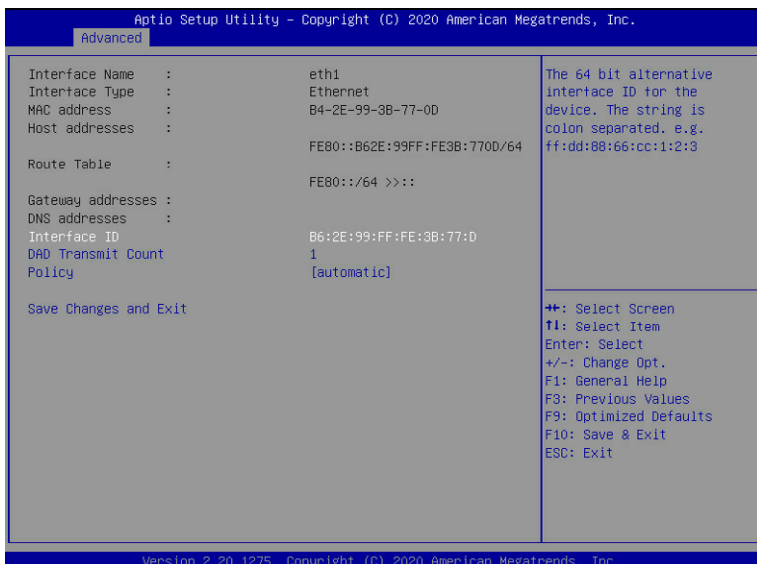 Aptio Setup Utility – Copyright (C) 2020 American Megatrends, Inc.
Advanced
Interface Name : eth1
Interface Type : Ethernet
MAC address : B4-2E-99-3B-77-0D
Host addresses :
FE80::B62E:99FF:FE3B:770D/64
Route Table :
FE80::/64 >>::
Gateway addresses :
DNS addresses :
Interface ID B6:2E:99:FF:FE:3B:77:D
DAD Transmit Count 1
Policy [automatic]
Save Changes and Exit
The 64 bit alternative
interface ID for the
device. The string is
colon separated. e.g.
ff:dd:88:66:cc:1:2:3
→←: Select Screen
↑↓: Select Item
Enter: Select
+/-: Change Opt.
F1: General Help
F3: Previous Values
F9: Optimized Defaults
F10: Save & Exit
ESC: Exit
Version 2.20.1275. Copyright (C) 2020 American Megatrends, Inc.